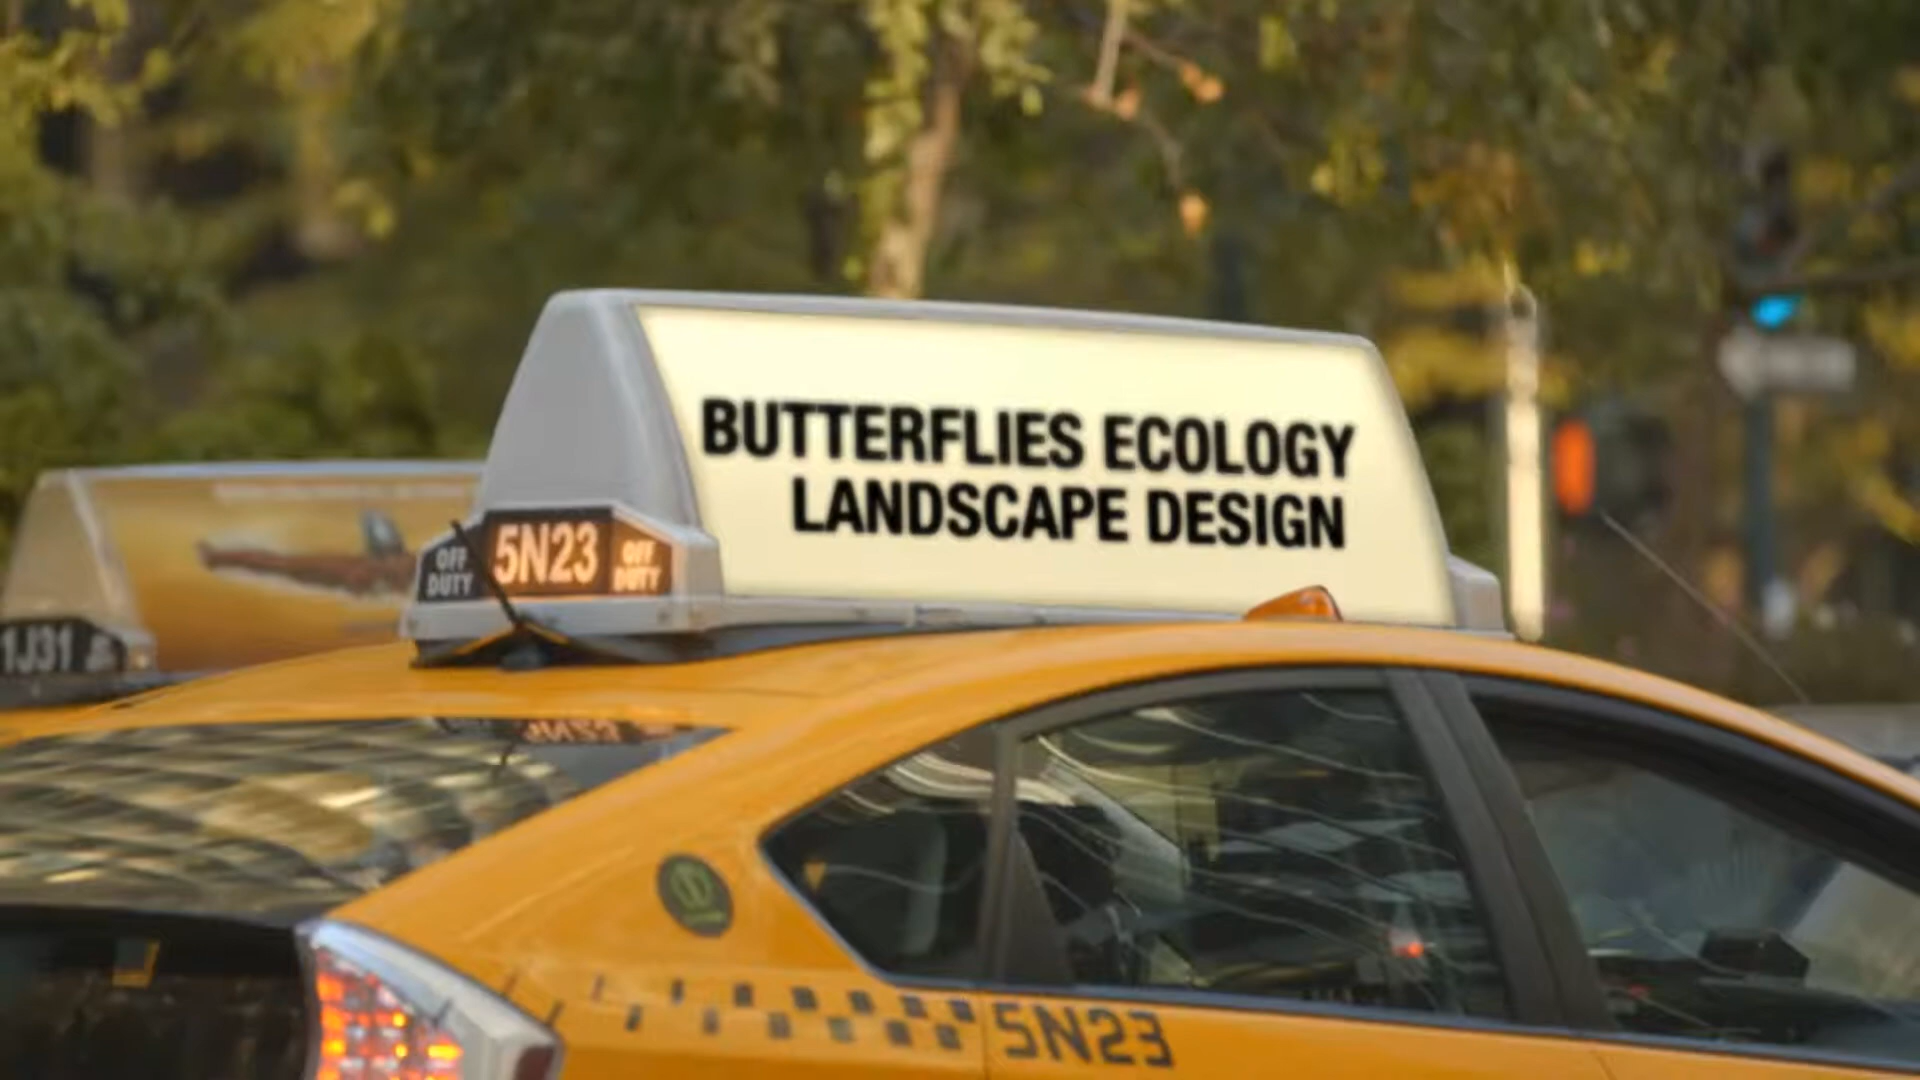 BUTTERFLIES ECOLOGY
LANDSCAPE DESIGN
OFF
DUTY
5N23
OFF
DUTY
1J31
5N23